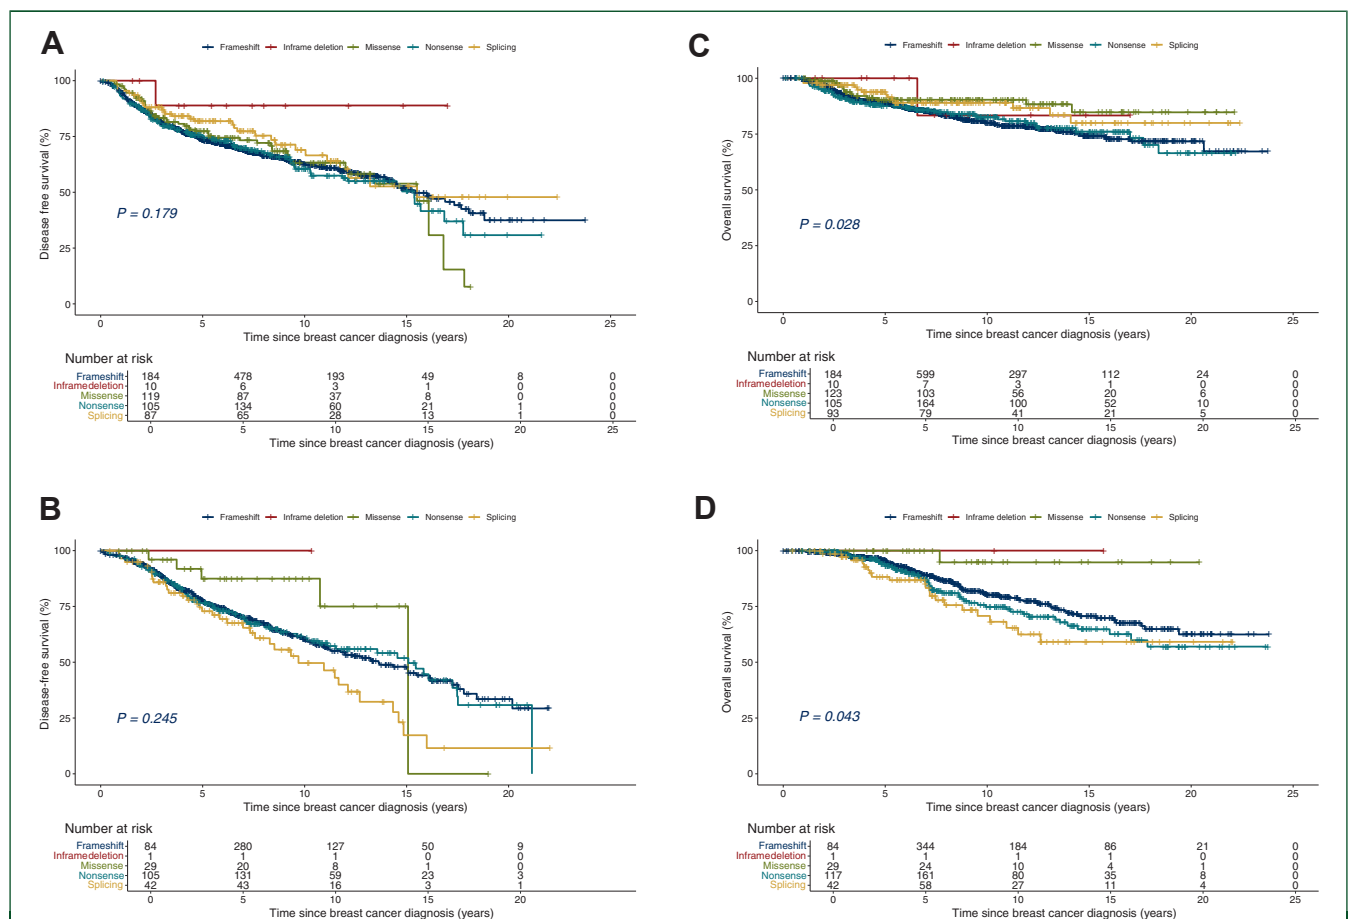 A
Frameshift Inframe deletion Missense Nonsense Splicing
Disease free survival (%)
100
75
50
25
0
P = 0.179
0 5 10 15 20 25
Time since breast cancer diagnosis (years)
Number at risk
Frameshift 184 478 193 49 8 0
Inframedeletion 10 6 3 1 0 0
Missense 119 87 37 8 0 0
Nonsense 105 134 60 21 1 0
Splicing 87 65 28 13 1 0
0 5 10 15 20 25
Time since breast cancer diagnosis (years)
C
Frameshift Inframe deletion Missense Nonsense Splicing
Overall survival (%)
100
75
50
25
0
P = 0.028
0 5 10 15 20 25
Time since breast cancer diagnosis (years)
Number at risk
Frameshift 184 599 297 112 24 0
Inframedeletion 10 7 3 1 0 0
Missense 123 103 56 20 6 0
Nonsense 105 164 100 52 10 0
Splicing 93 79 41 21 5 0
0 5 10 15 20 25
Time since breast cancer diagnosis (years)
B
Frameshift Inframe deletion Missense Nonsense Splicing
Disease-free survival (%)
100
75
50
25
0
P = 0.245
0 5 10 15 20
Time since breast cancer diagnosis (years)
Number at risk
Frameshift 84 280 127 50 9
Inframedeletion 1 1 1 0 0
Missense 29 20 8 1 0
Nonsense 105 131 59 23 3
Splicing 42 43 16 3 1
0 5 10 15 20
Time since breast cancer diagnosis (years)
D
Frameshift Inframe deletion Missense Nonsense Splicing
Overall survival (%)
100
75
50
25
0
P = 0.043
0 5 10 15 20 25
Time since breast cancer diagnosis (years)
Number at risk
Frameshift 84 344 184 86 21 0
Inframedeletion 1 1 1 1 0 0
Missense 29 24 10 4 1 0
Nonsense 117 161 80 35 8 0
Splicing 42 58 27 11 4 0
0 5 10 15 20 25
Time since breast cancer diagnosis (years)